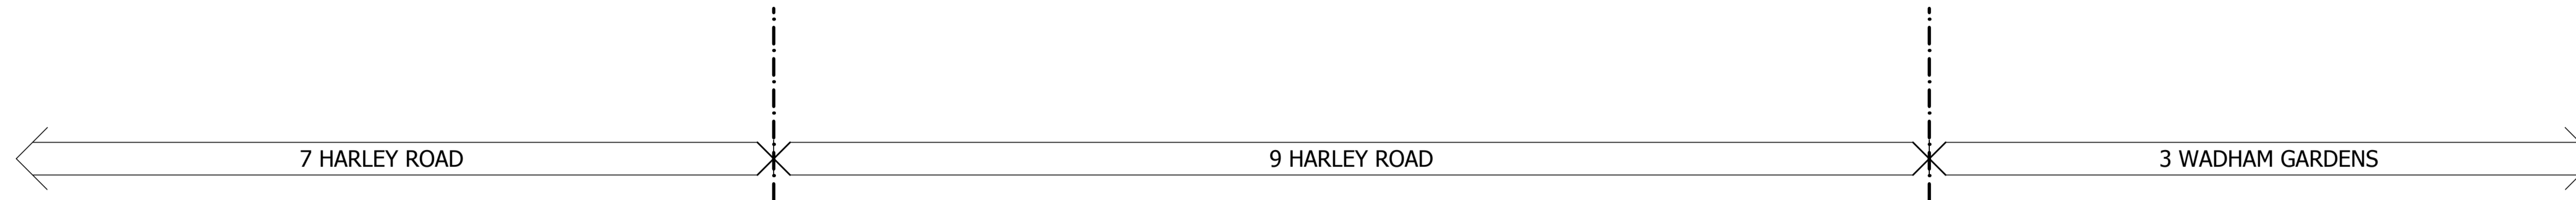 7 HARLEY ROAD
9 HARLEY ROAD
3 WADHAM GARDENS